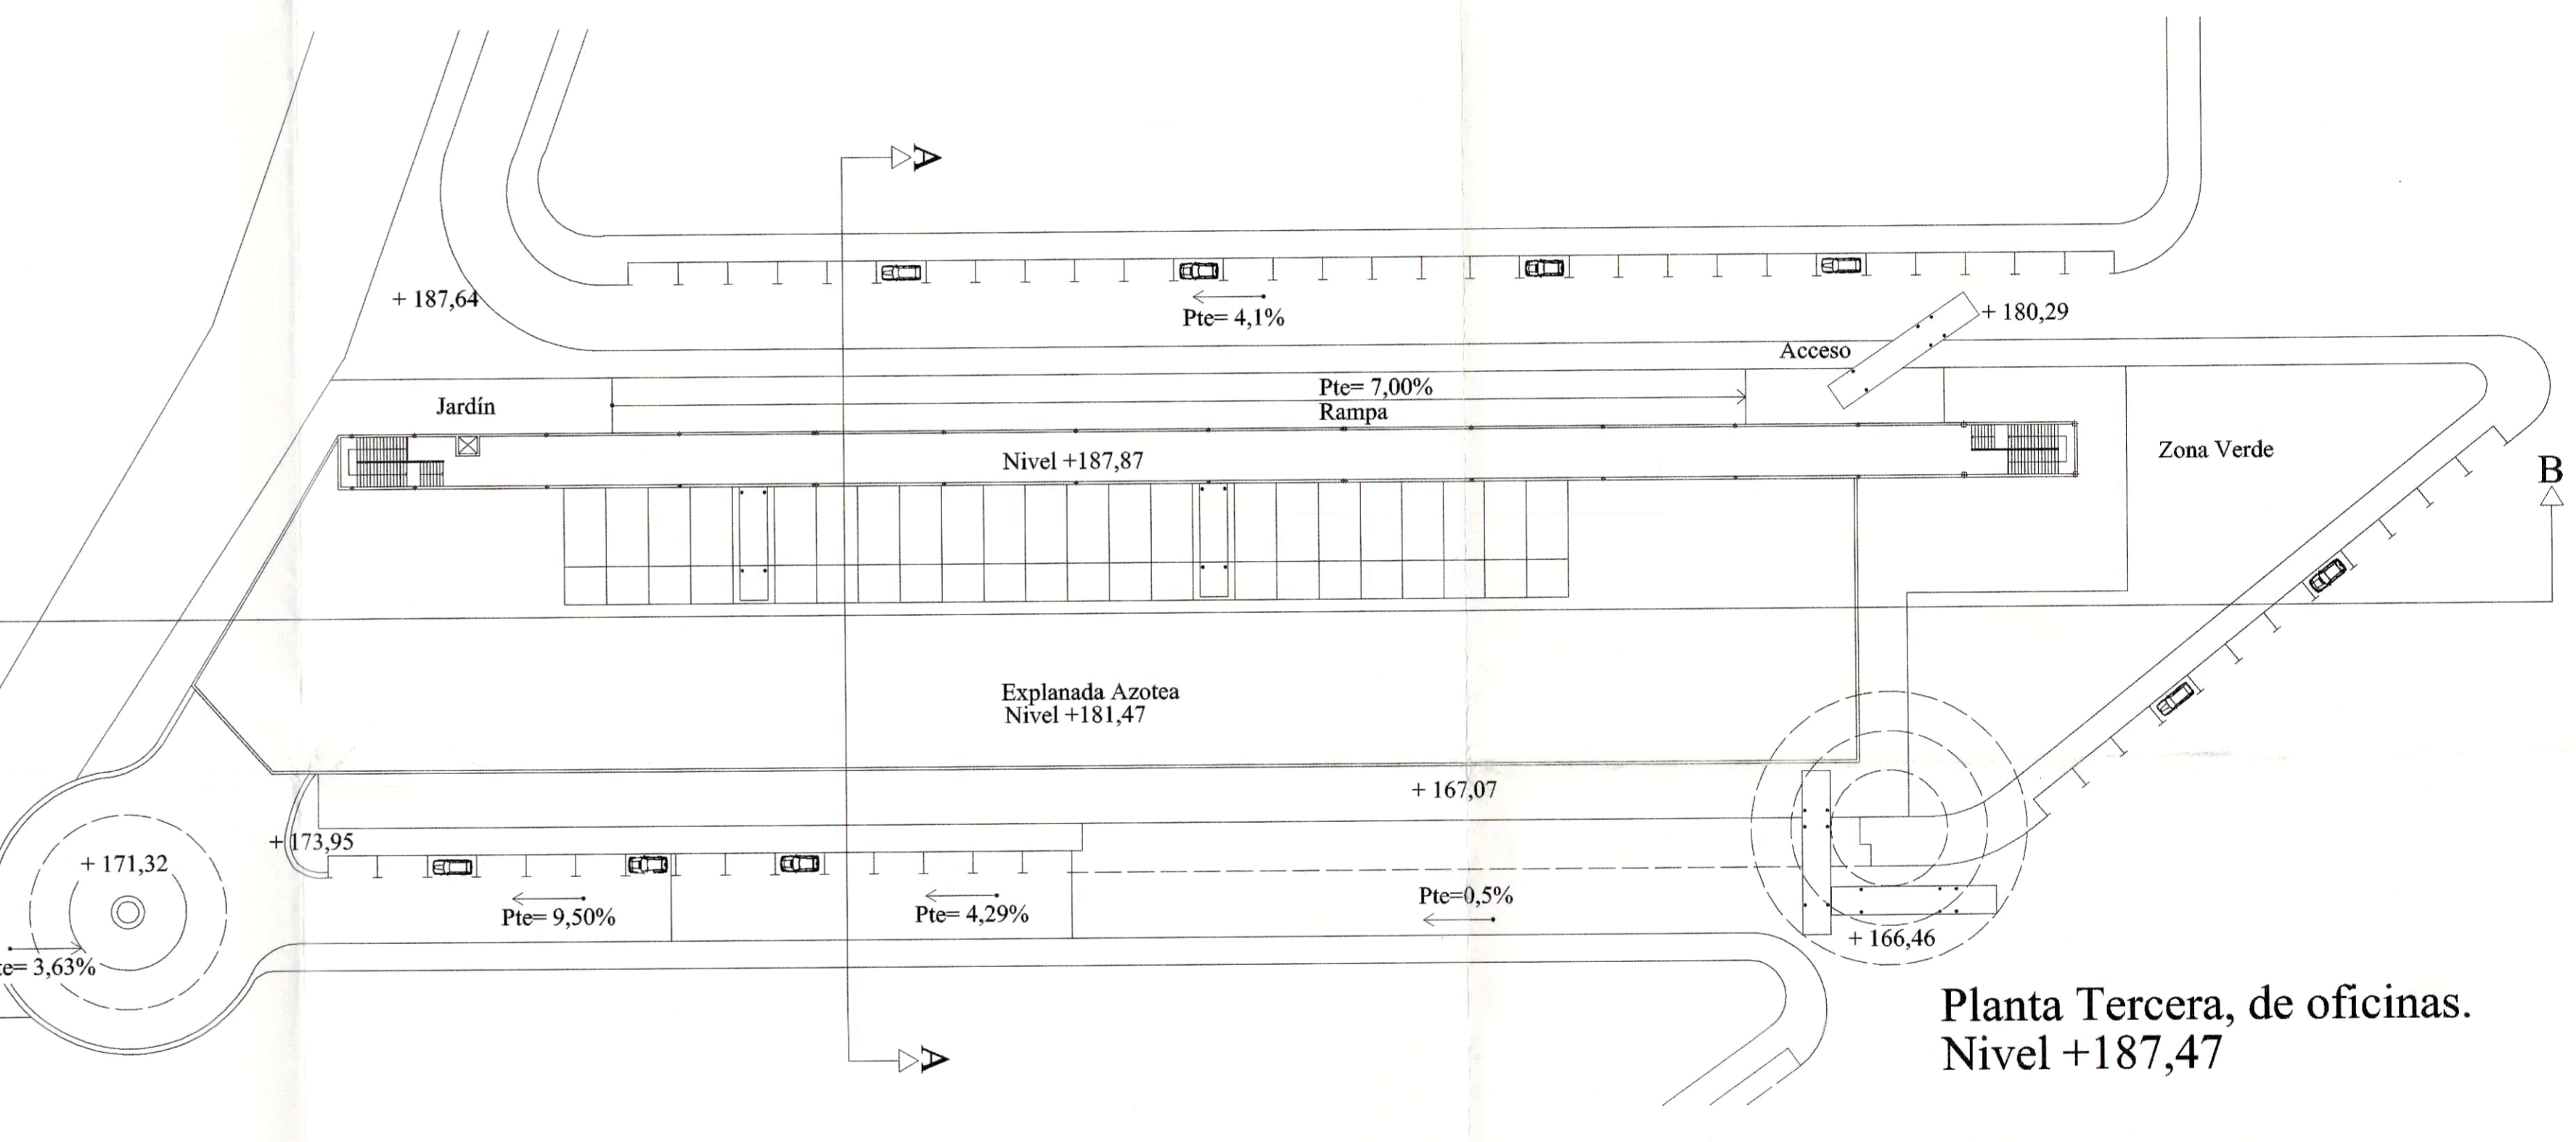 A
+ 187,64
Pte= 4,1%
+ 180,29
Acceso
Pte= 7,00%
Jardín
Rampa
Nivel +187,87
Zona Verde
B
Explanada Azotea
Nivel +181,47
+ 167,07
+ 173,95
+ 171,32
Pte= 9,50%
Pte= 4,29%
Pte=0,5%
+ 166,46
te= 3,63%
A
Planta Tercera, de oficinas.
Nivel +187,47